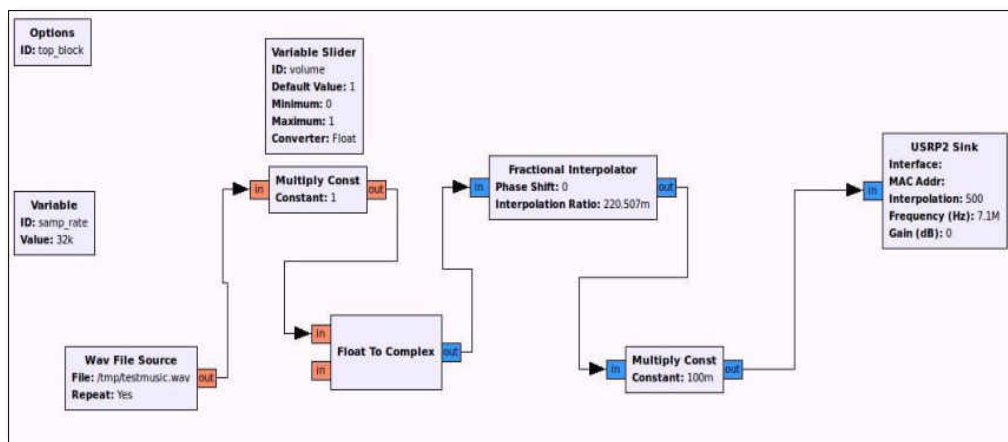 Options
ID: top_block
Variable Slider
ID: volume
Default Value: 1
Minimum: 0
Maximum: 1
Converter: Float
Variable
ID: samp_rate
Value: 32k
Wav File Source
File: /tmp/testmusic.wav
Repeat: Yes
out
in
Multiply Const
Constant: 1
out
in
in
Float To Complex
out
in
Fractional Interpolator
Phase Shift: 0
Interpolation Ratio: 220.507m
out
in
Multiply Const
Constant: 100m
out
in
USRP2 Sink
Interface:
MAC Addr:
Interpolation: 500
Frequency (Hz): 7.1M
Gain (dB): 0